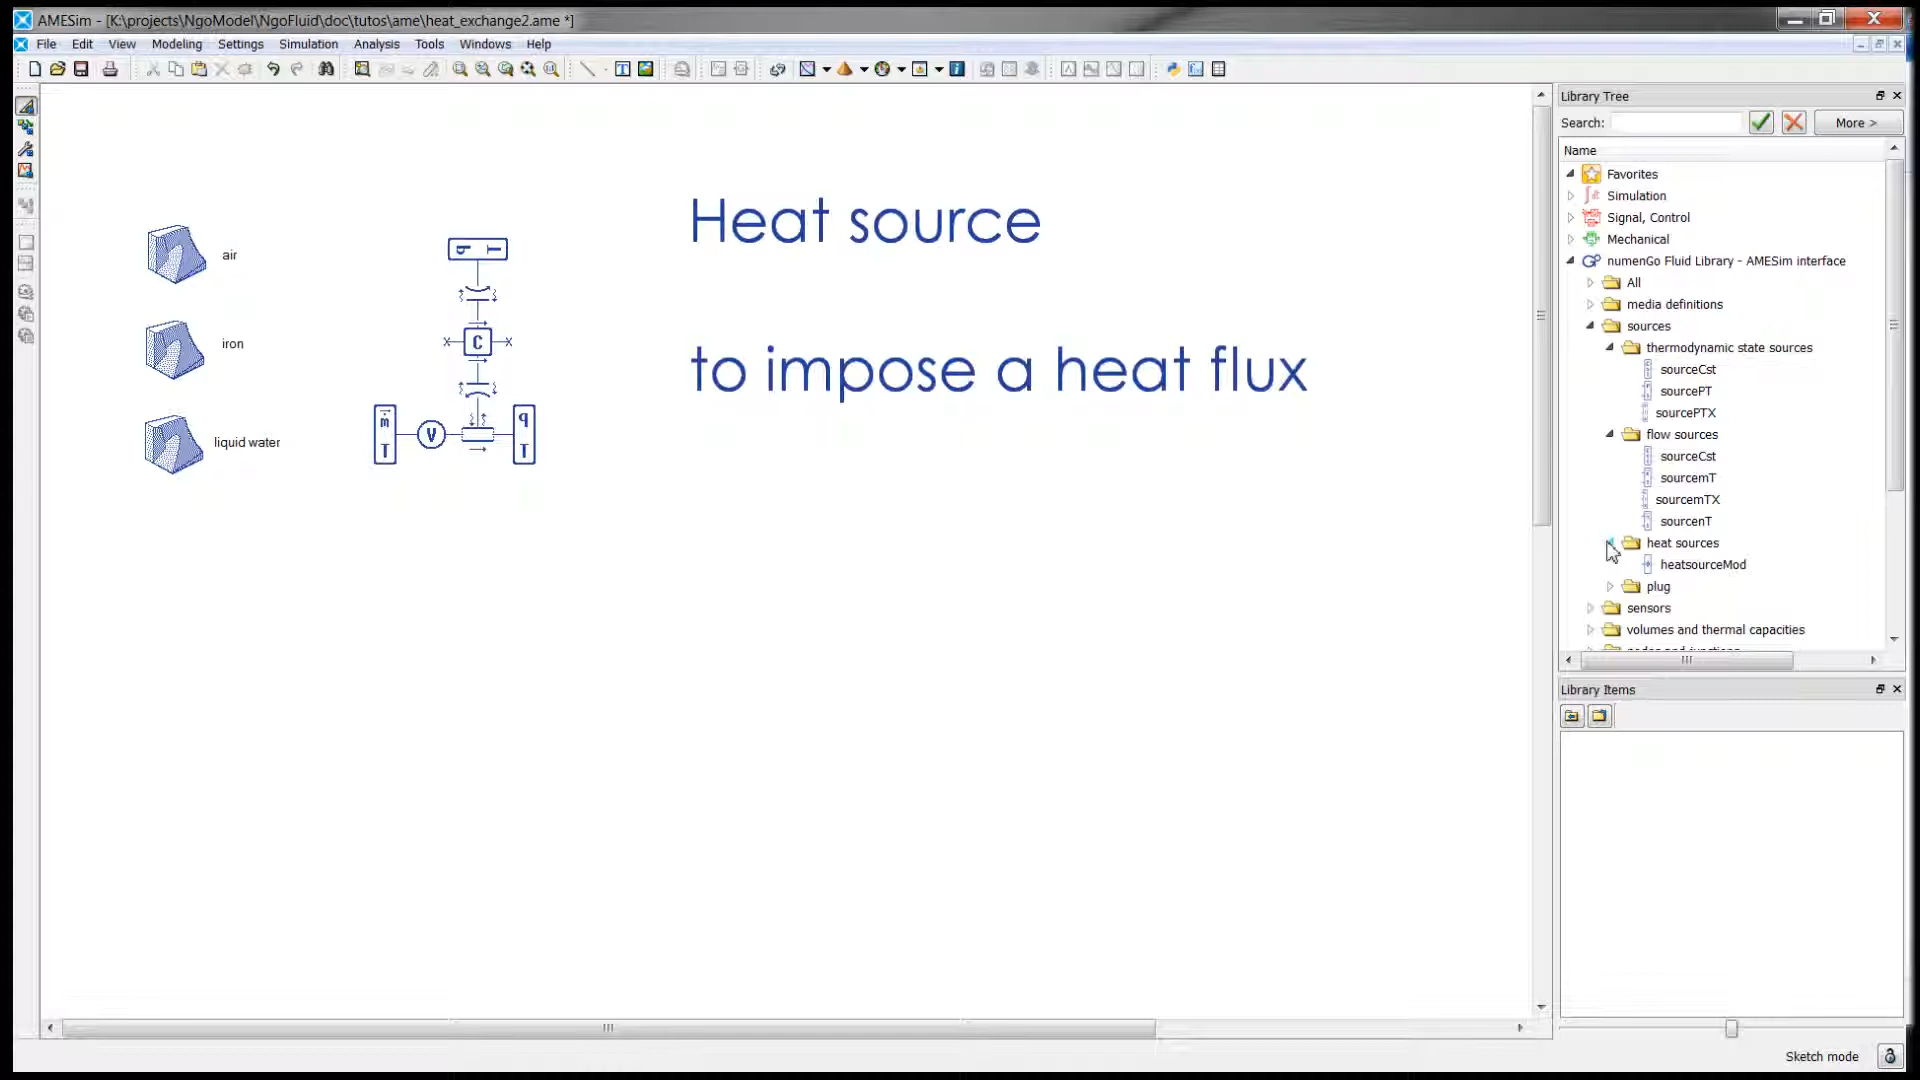 AMESim - [K:\projects\NgoModel\NgoFluid\doc\tutos\ame\heat_exchange2.ame *]
File Edit View Modeling Settings Simulation Analysis Tools Windows Help
Library Tree
Search:
More >
Name
Favorites
Simulation
Signal, Control
Mechanical
numenGo Fluid Library - AMESim interface
All
media definitions
sources
thermodynamic state sources
sourceCst
sourcePT
sourcePTX
flow sources
sourceCst
sourcemT
sourcemTX
sourcenT
heat sources
heatsourceMod
plug
sensors
volumes and thermal capacities
Library Items
air
iron
liquid water
P T
C
ṁ T
V
P T
Heat source
to impose a heat flux
Sketch mode